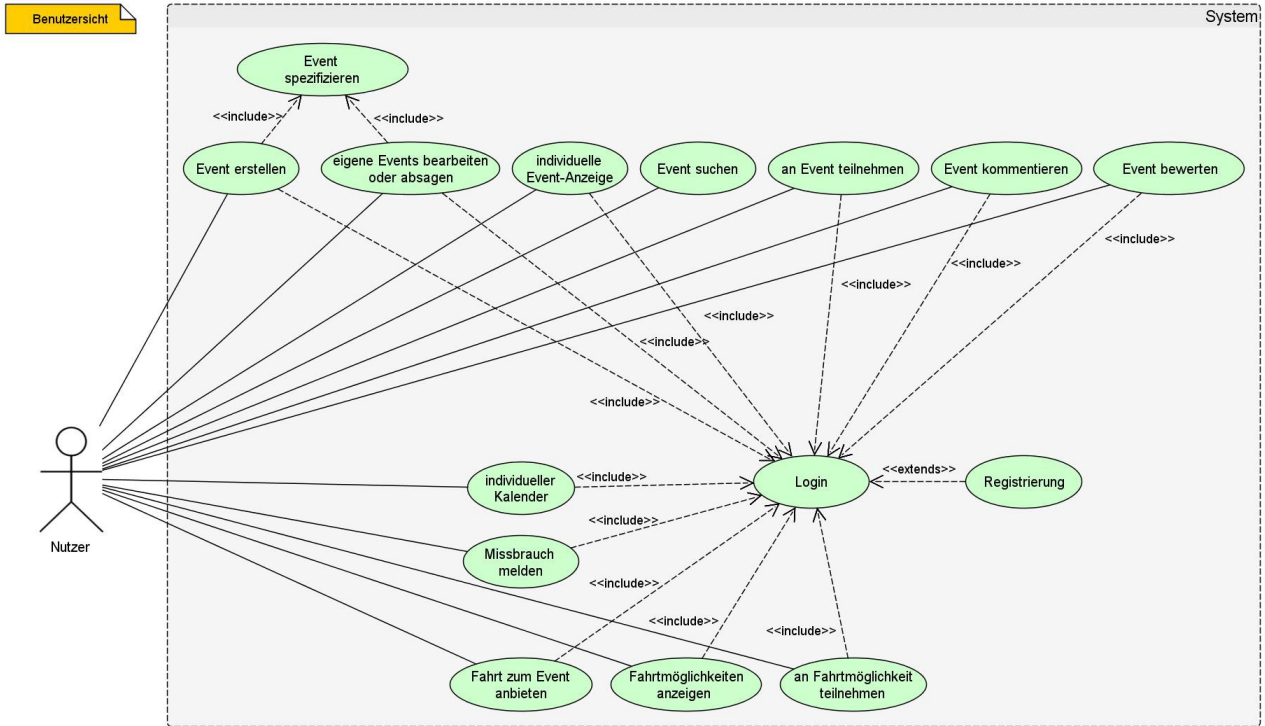 Benutzersicht
System
Event
spezifizieren
<<include>>
<<include>>
Event erstellen
eigene Events bearbeiten
oder absagen
individuelle
Event-Anzeige
Event suchen
an Event teilnehmen
Event kommentieren
Event bewerten
<<include>>
<<include>>
<<include>>
<<include>>
<<include>>
<<include>>
<<include>>
individueller
Kalender
<<include>>
Login
<<extends>>
Registrierung
<<include>>
Nutzer
Missbrauch
melden
<<include>>
<<include>>
<<include>>
Fahrt zum Event
anbieten
Fahrtmöglichkeiten
anzeigen
an Fahrtmöglichkeit
teilnehmen